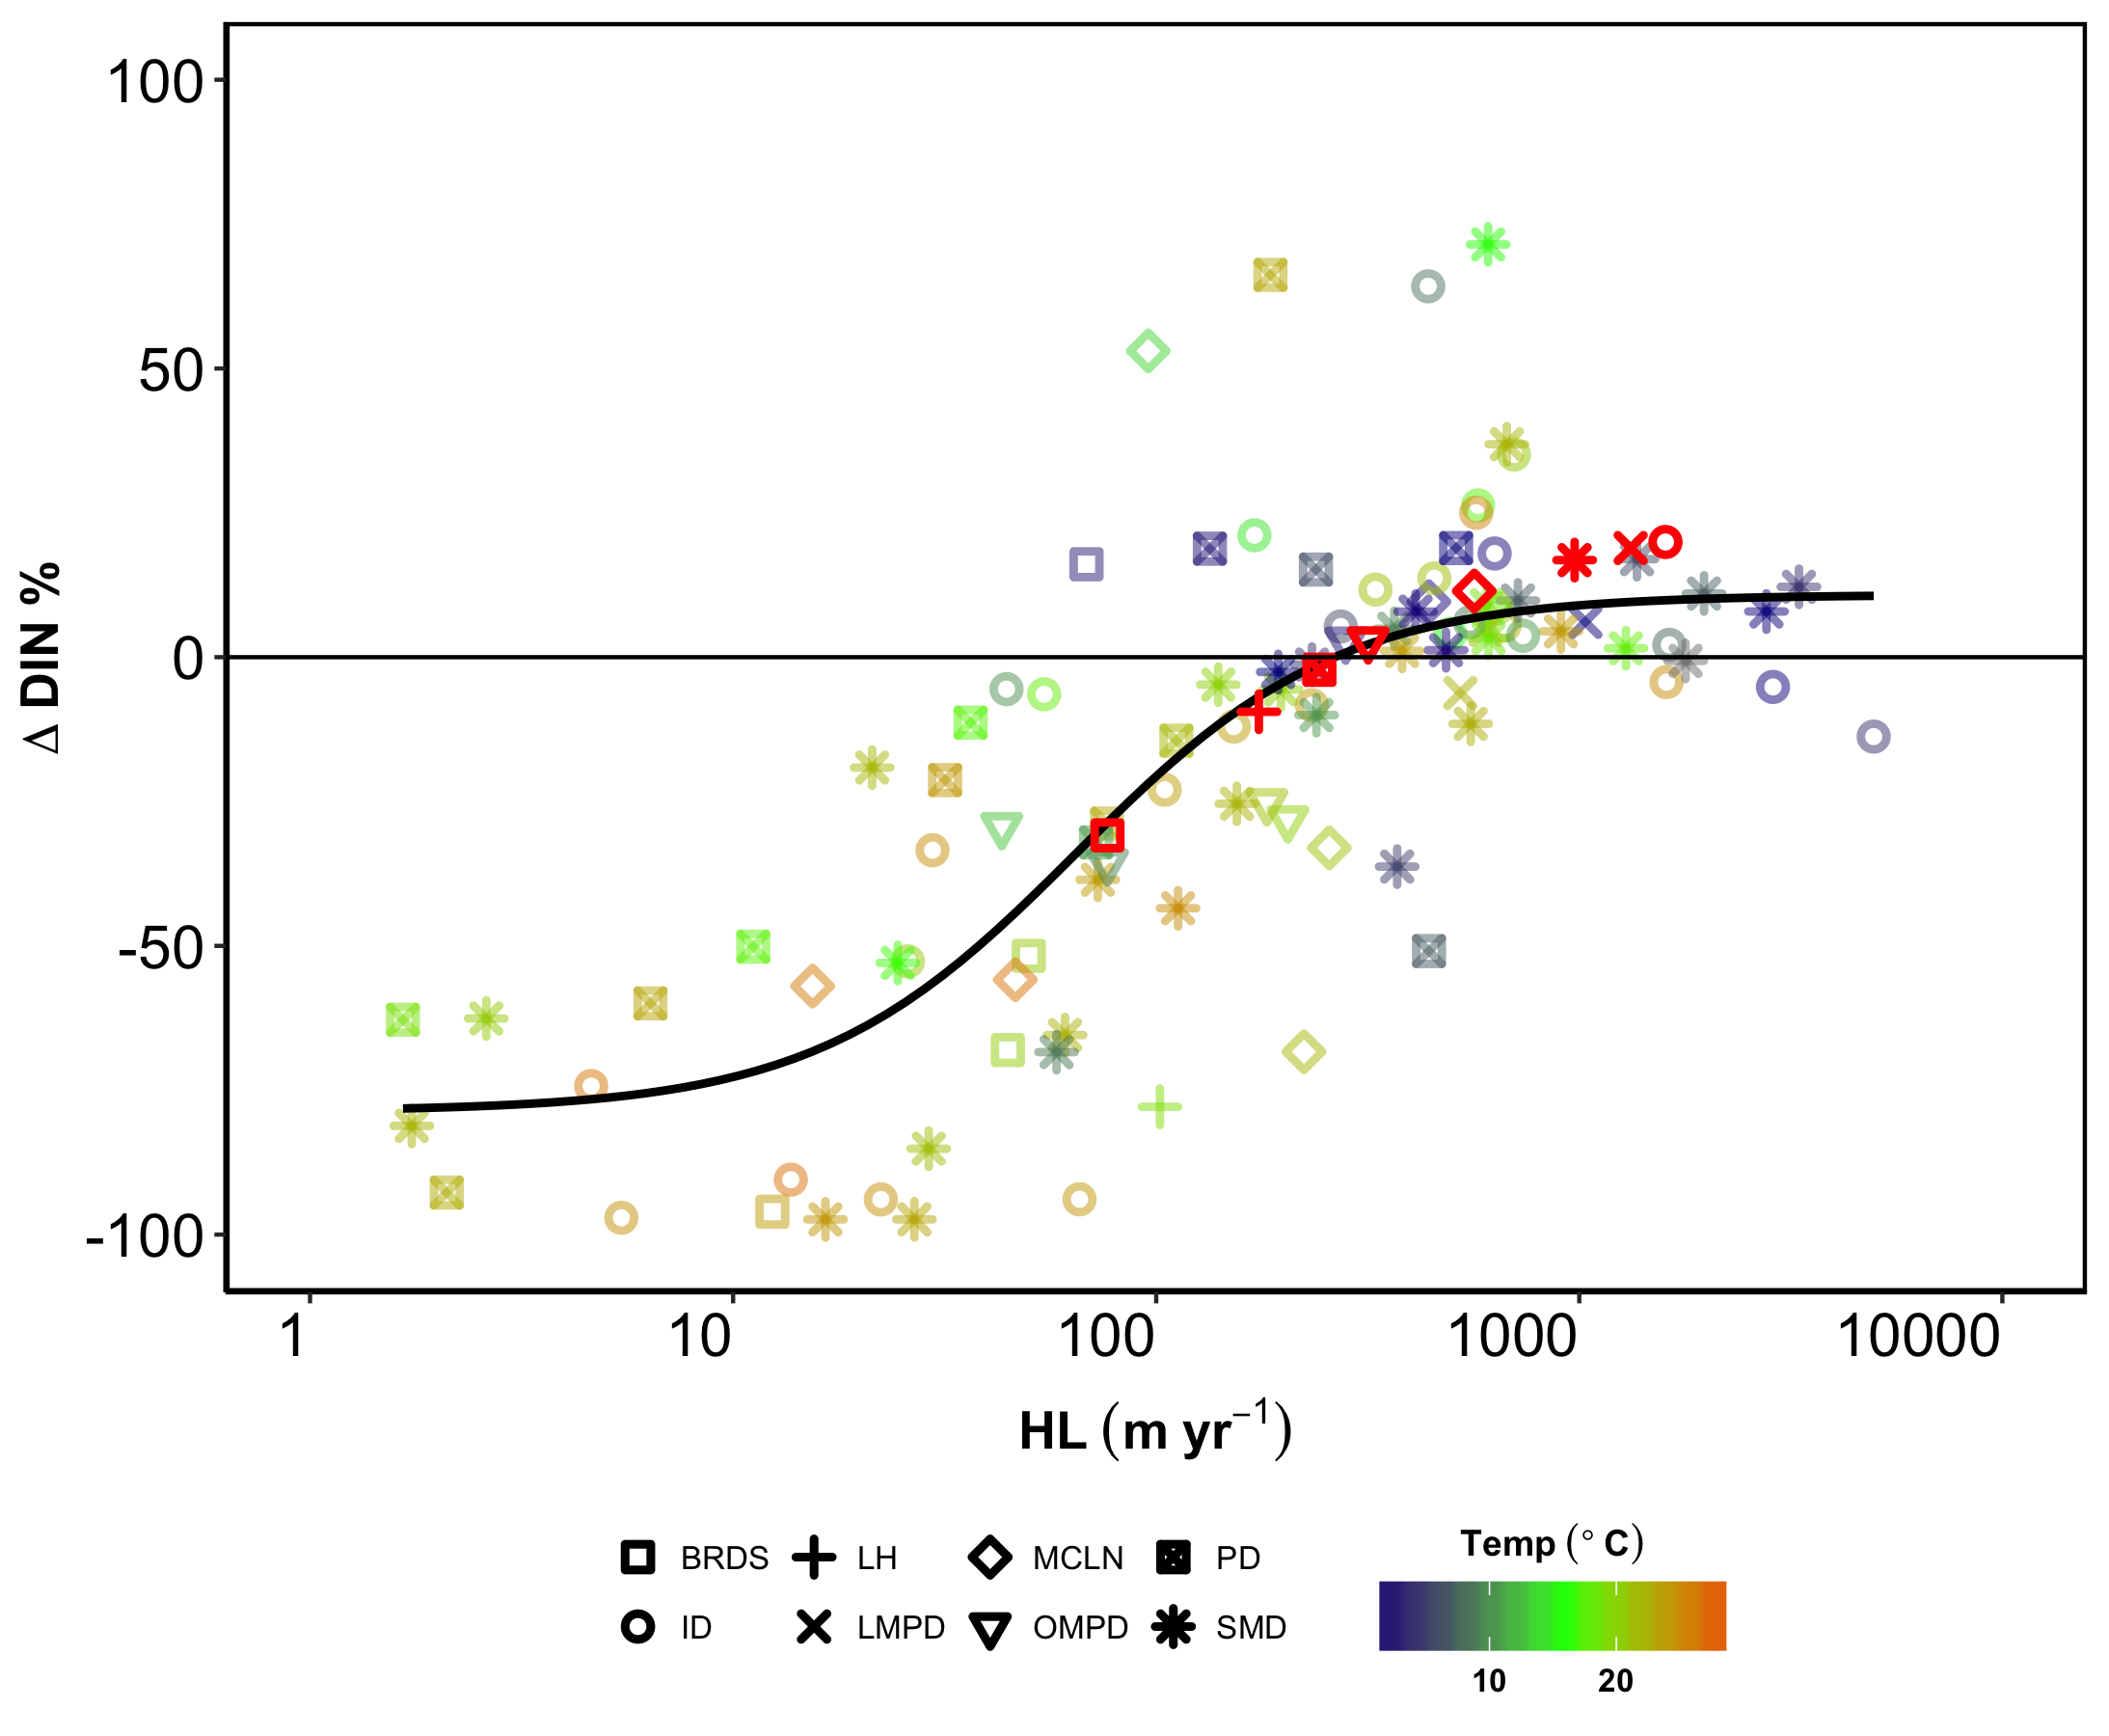 100
50
0
-50
-100
Δ DIN %
1 10 100 1000 10000
HL (m yr⁻¹)
Temp (° C)
BRDS LH MCLN PD
ID LMPD OMPD SMD
10 20